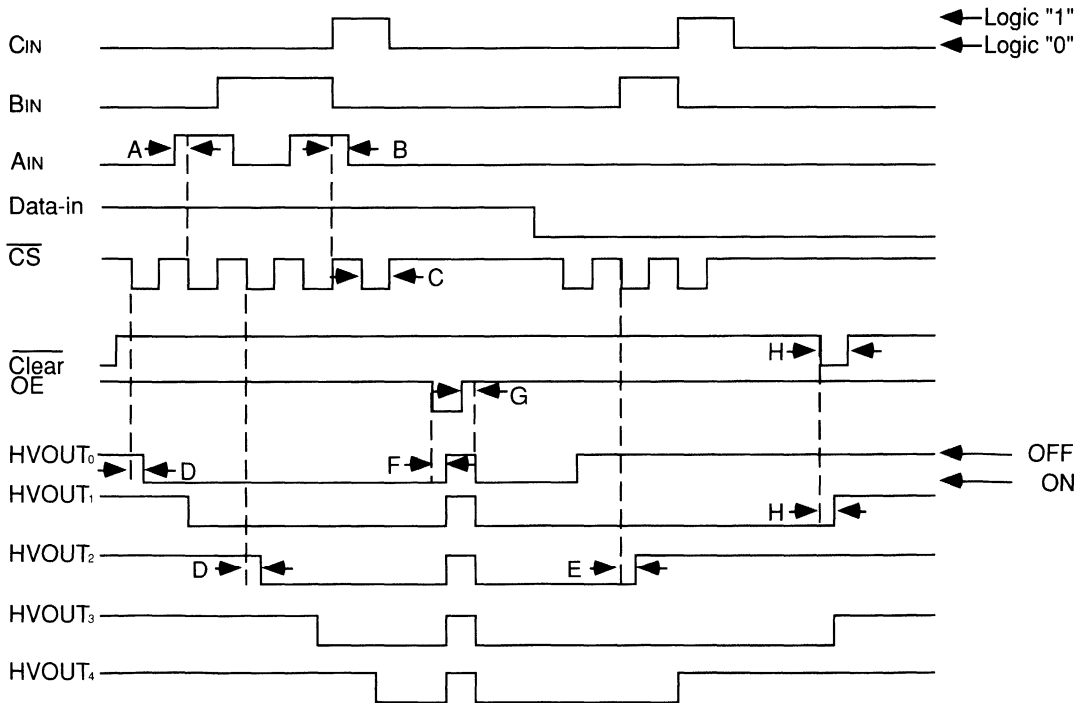 Logic "1"
CIN
Logic "0"
BIN
A
B
AIN
Data-in
CS
C
Clear
H
OE
G
HVOUT0
F
OFF
D
ON
HVOUT1
H
HVOUT2
D
E
HVOUT3
HVOUT4